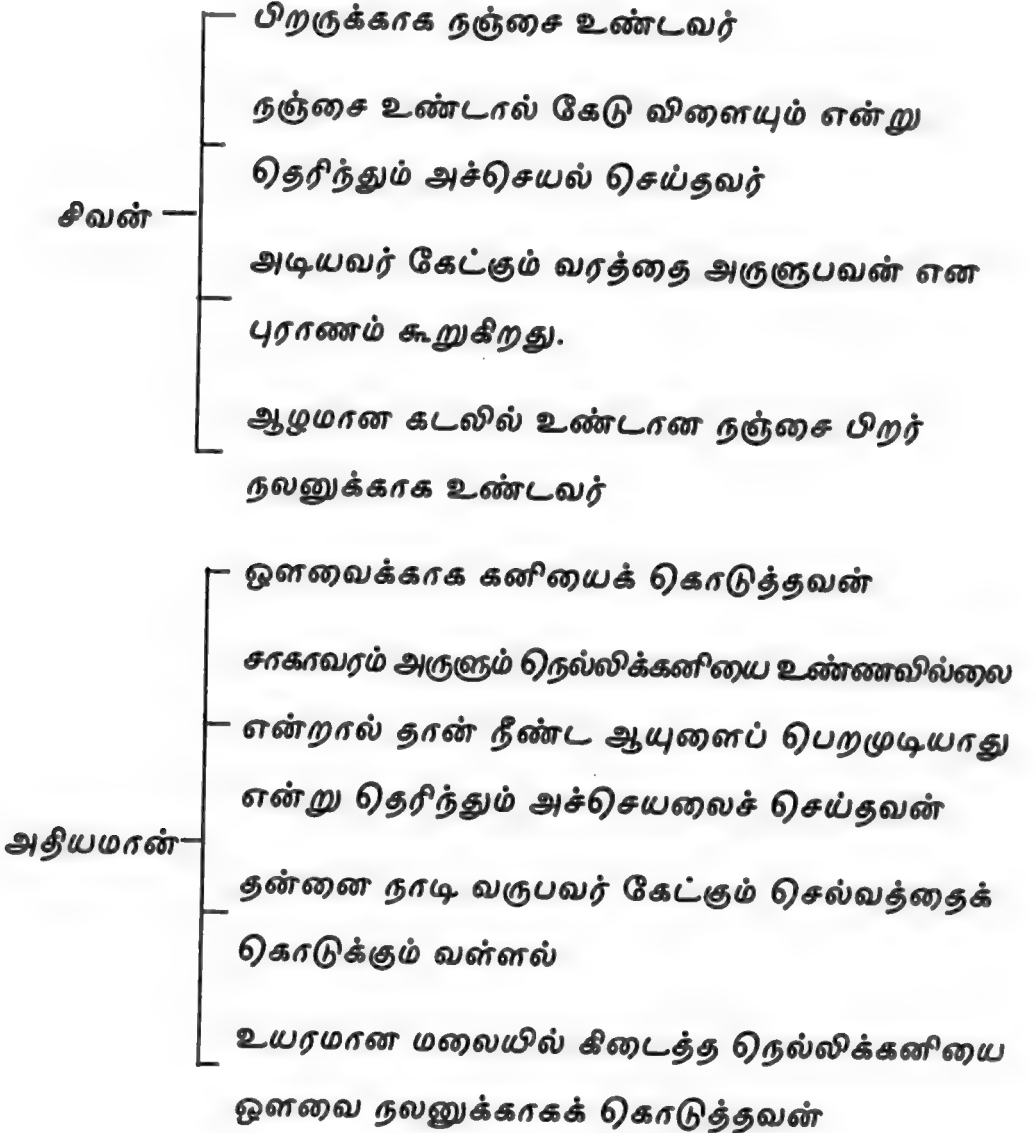 பிறருக்காக நஞ்சை உண்டவர்
நஞ்சை உண்டால் கேடு விளையும் என்று
தெரிந்தும் அச்செயல் செய்தவர்
சிவன்
அடியவர் கேட்கும் வரத்தை அருளுபவன் என
புராணம் கூறுகிறது.
ஆழமான கடலில் உண்டான நஞ்சை பிறர்
நலனுக்காக உண்டவர்
ஔவைக்காக கனியைக் கொடுத்தவன்
சாகாவரம் அருளும் நெல்லிக்கனியை உண்ணவில்லை
என்றால் தான் நீண்ட ஆயுளைப் பெறமுடியாது
என்று தெரிந்தும் அச்செயலைச் செய்தவன்
அதியமான்
தன்னை நாடி வருபவர் கேட்கும் செல்வத்தைக்
கொடுக்கும் வள்ளல்
உயரமான மலையில் கிடைத்த நெல்லிக்கனியை
ஔவை நலனுக்காகக் கொடுத்தவன்